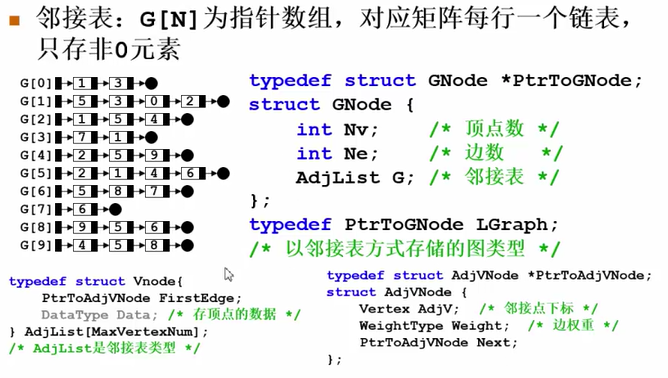 邻接表：G[N]为指针数组，对应矩阵每行一个链表，
只存非0元素
G[0] 1 3
G[1] 5 3 0 2
G[2] 1 5 4
G[3] 7 1
G[4] 2 5 9
G[5] 2 1 4 6
G[6] 5 8 7
G[7] 6
G[8] 9 5 6
G[9] 4 5 8
typedef struct GNode *PtrToGNode;
struct GNode {
int Nv; /* 顶点数 */
int Ne; /* 边数 */
AdjList G; /* 邻接表 */
};
typedef PtrToGNode LGraph;
/* 以邻接表方式存储的图类型 */
typedef struct Vnode{
PtrToAdjVNode FirstEdge;
DataType Data; /* 存顶点的数据 */
} AdjList[MaxVertexNum];
/* AdjList是邻接表类型 */
typedef struct AdjVNode *PtrToAdjVNode;
struct AdjVNode {
Vertex AdjV; /* 邻接点下标 */
WeightType Weight; /* 边权重 */
PtrToAdjVNode Next;
};